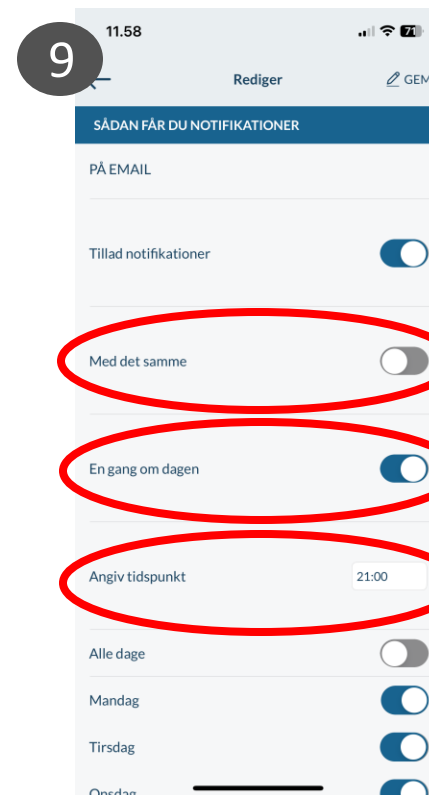 9
11.58
71
Rediger
GEM
SÅDAN FÅR DU NOTIFIKATIONER
PÅ EMAIL
Tillad notifikationer
Med det samme
En gang om dagen
Angiv tidspunkt 21:00
Alle dage
Mandag
Tirsdag
Onsdag